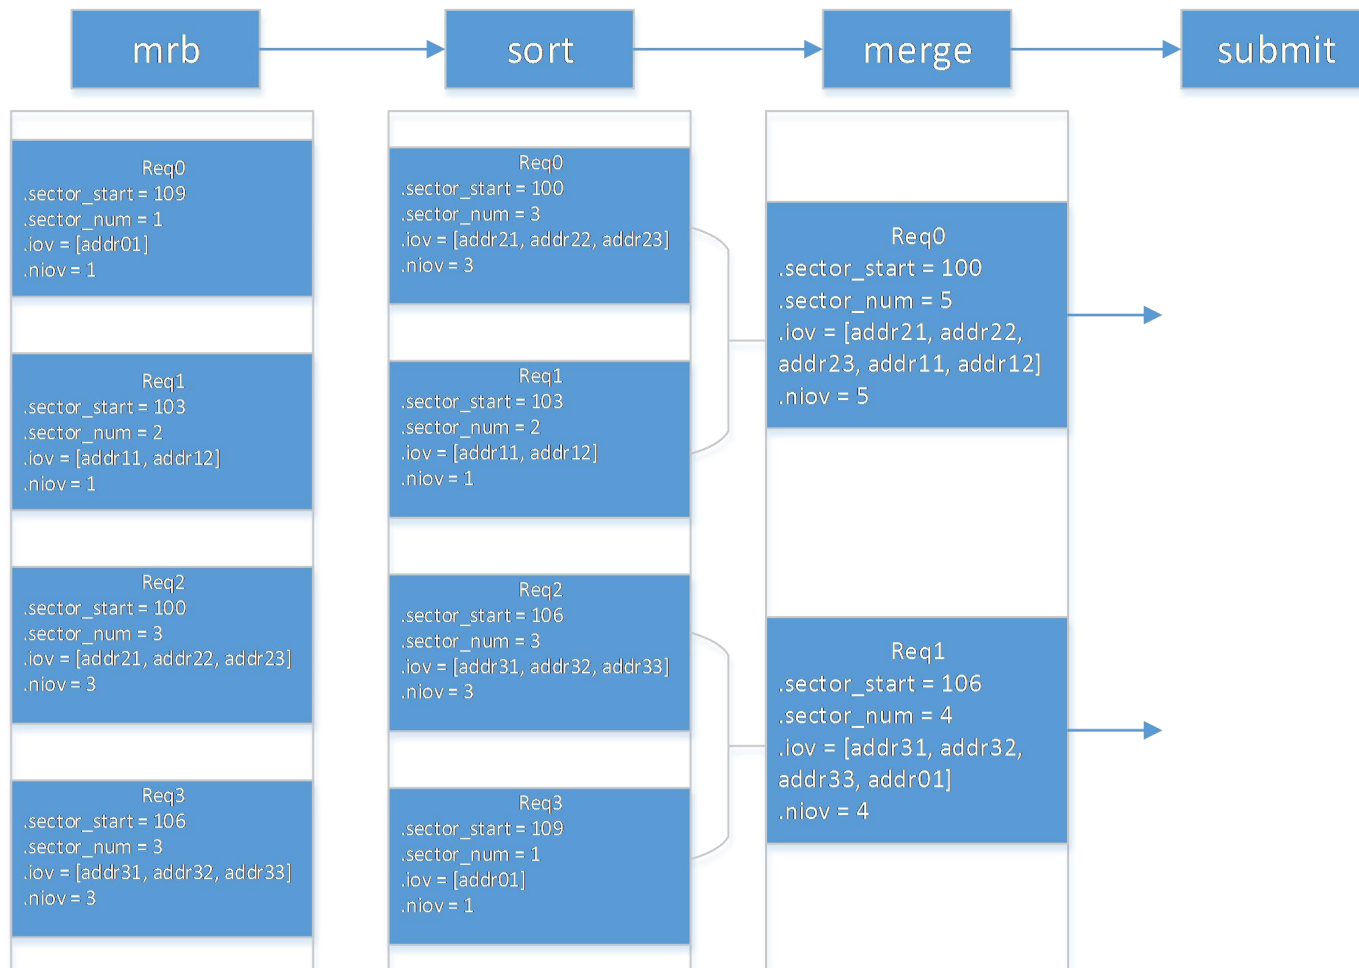 mrb
sort
merge
submit
Req0
.sector_start = 109
.sector_num = 1
.iov = [addr01]
.niov = 1
Req1
.sector_start = 103
.sector_num = 2
.iov = [addr11, addr12]
.niov = 1
Req2
.sector_start = 100
.sector_num = 3
.iov = [addr21, addr22, addr23]
.niov = 3
Req3
.sector_start = 106
.sector_num = 3
.iov = [addr31, addr32, addr33]
.niov = 3
Req0
.sector_start = 100
.sector_num = 3
.iov = [addr21, addr22, addr23]
.niov = 3
Req1
.sector_start = 103
.sector_num = 2
.iov = [addr11, addr12]
.niov = 1
Req2
.sector_start = 106
.sector_num = 3
.iov = [addr31, addr32, addr33]
.niov = 3
Req3
.sector_start = 109
.sector_num = 1
.iov = [addr01]
.niov = 1
Req0
.sector_start = 100
.sector_num = 5
.iov = [addr21, addr22,
addr23, addr11, addr12]
.niov = 5
Req1
.sector_start = 106
.sector_num = 4
.iov = [addr31, addr32,
addr33, addr01]
.niov = 4